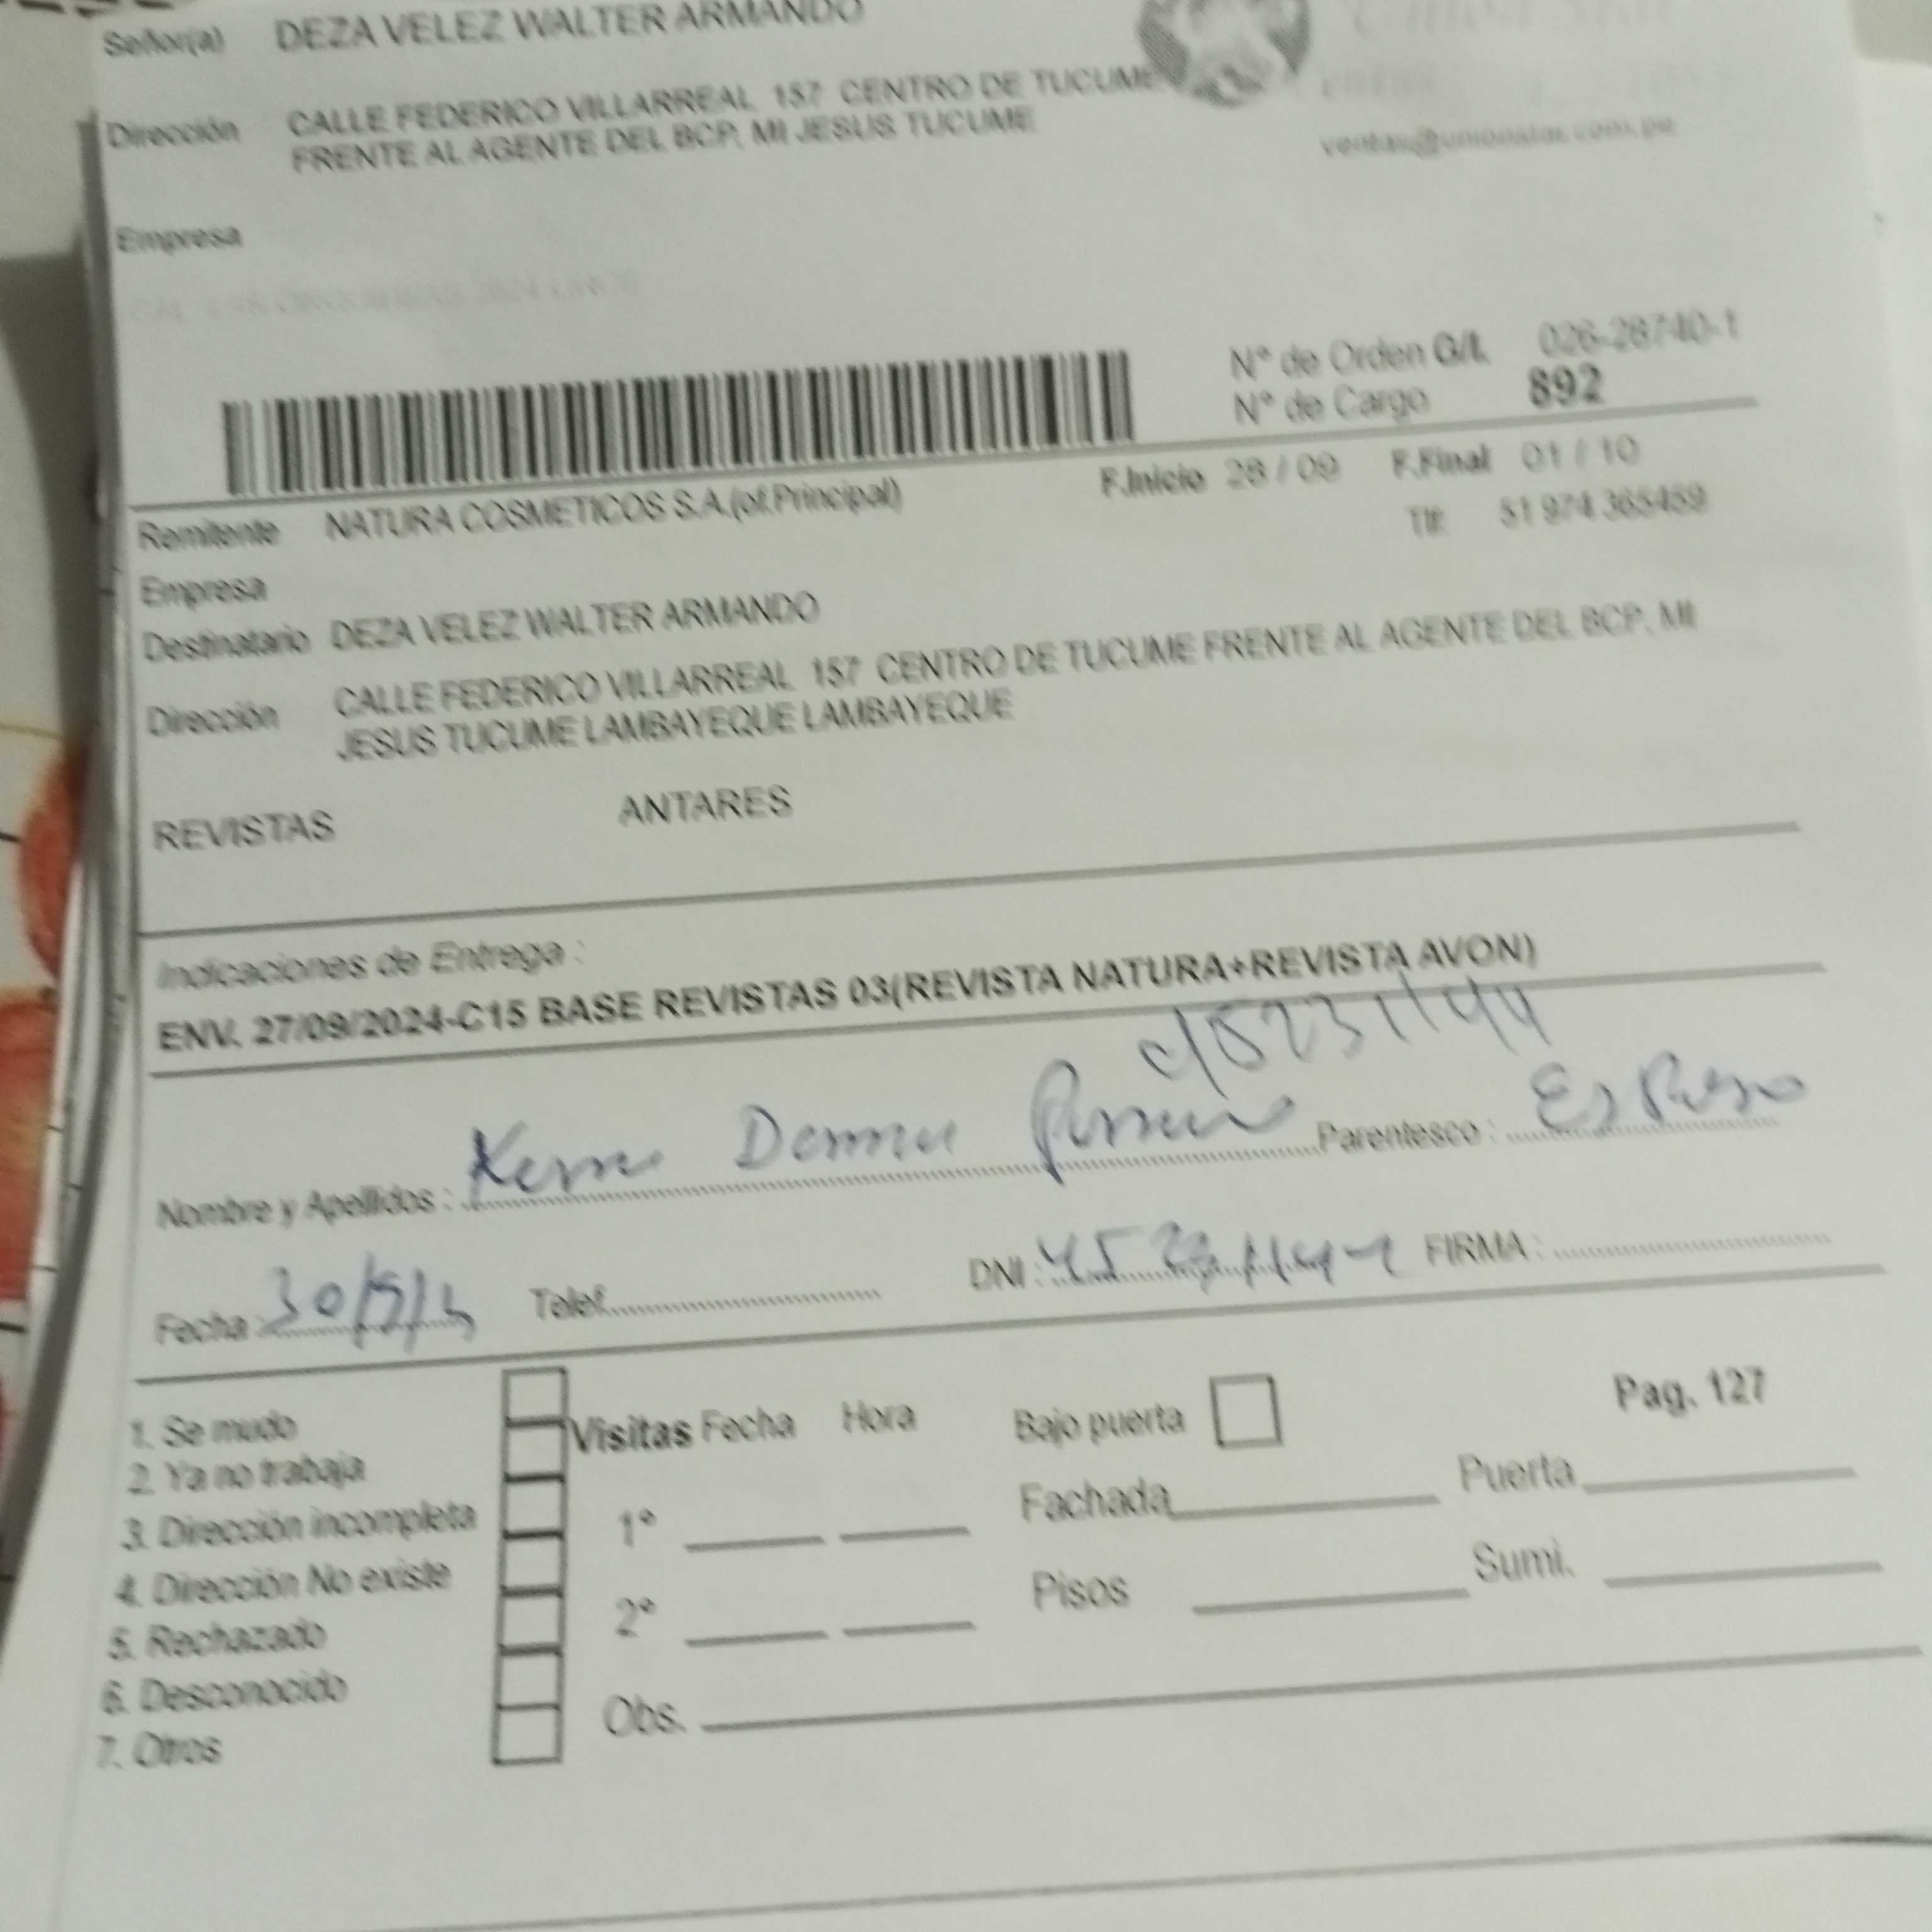 Señor(a) DEZA VELEZ WALTER ARMANDO
Dirección CALLE FEDERICO VILLARREAL 157 CENTRO DE TUCUME
FRENTE AL AGENTE DEL BCP, MI JESUS TUCUME
ventas@unionstar.com.pe
Empresa
N° de Orden G/L 026-28740-1
N° de Cargo 892
F.Inicio 28 / 09 F.Final 01 / 10
Remitente NATURA COSMETICOS S.A.(of.Principal)
Tlf: 51 974 365459
Empresa
Destinatario DEZA VELEZ WALTER ARMANDO
Dirección CALLE FEDERICO VILLARREAL 157 CENTRO DE TUCUME FRENTE AL AGENTE DEL BCP, MI
JESUS TUCUME LAMBAYEQUE LAMBAYEQUE
REVISTAS ANTARES
Indicaciones de Entrega :
ENV. 27/09/2024-C15 BASE REVISTAS 03(REVISTA NATURA+REVISTA AVON)
Nombre y Apellidos : Parentesco : Esposo
Fecha : Telef. DNI : FIRMA :
1. Se mudo
2. Ya no trabaja
3. Dirección incompleta
4. Dirección No existe
5. Rechazado
6. Desconocido
7. Otros
Visitas Fecha Hora
1°
2°
Obs.
Bajo puerta
Pag. 127
Fachada Puerta
Pisos Sumi.